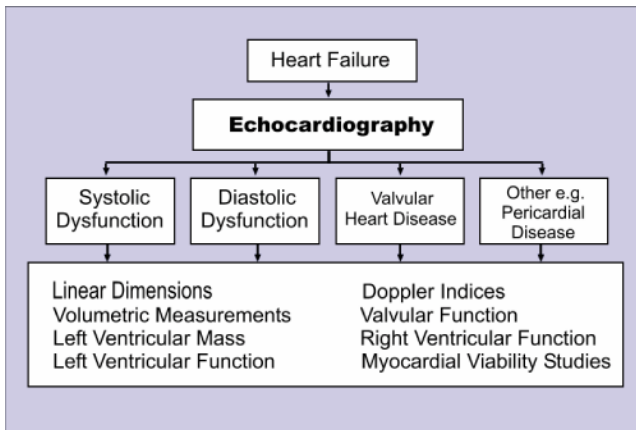 Heart Failure
Echocardiography
Systolic
Dysfunction
Diastolic
Dysfunction
Valvular
Heart Disease
Other e.g.
Pericardial
Disease
Linear Dimensions
Volumetric Measurements
Left Ventricular Mass
Left Ventricular Function
Doppler Indices
Valvular Function
Right Ventricular Function
Myocardial Viability Studies